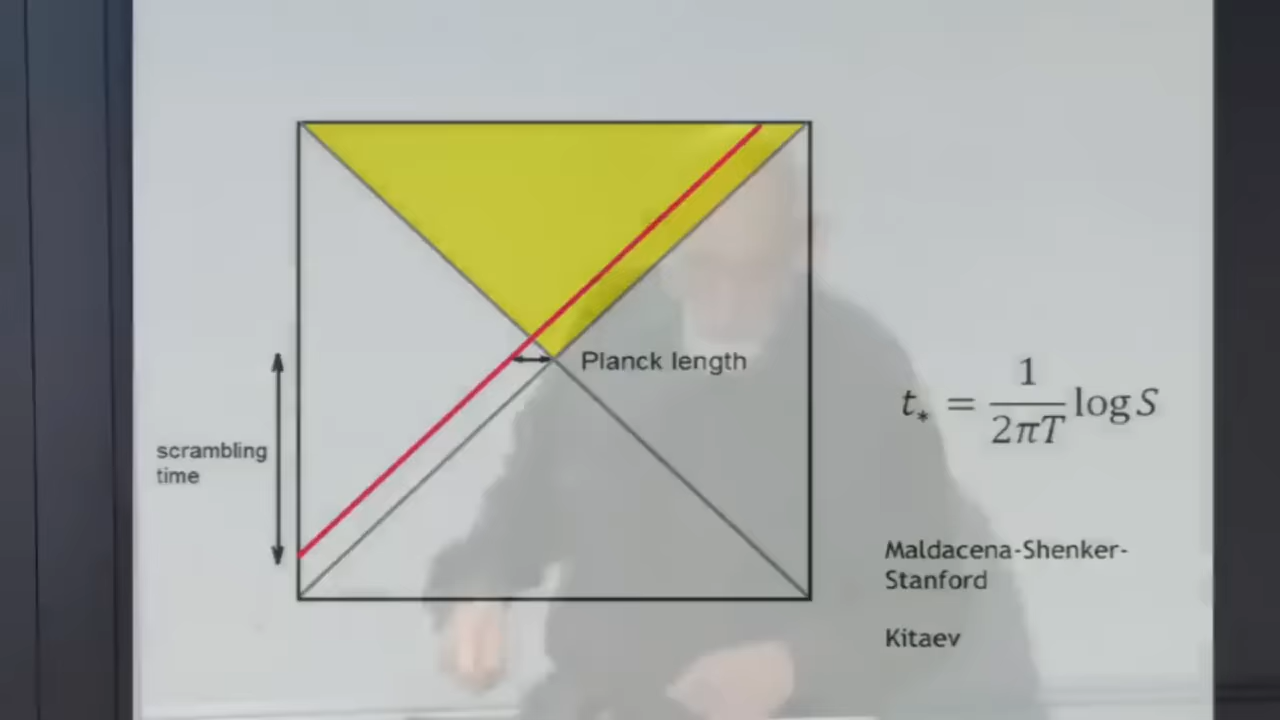 Planck length
scrambling
time
t* = 1/2πT log S
Maldacena-Shenker-
Stanford
Kitaev